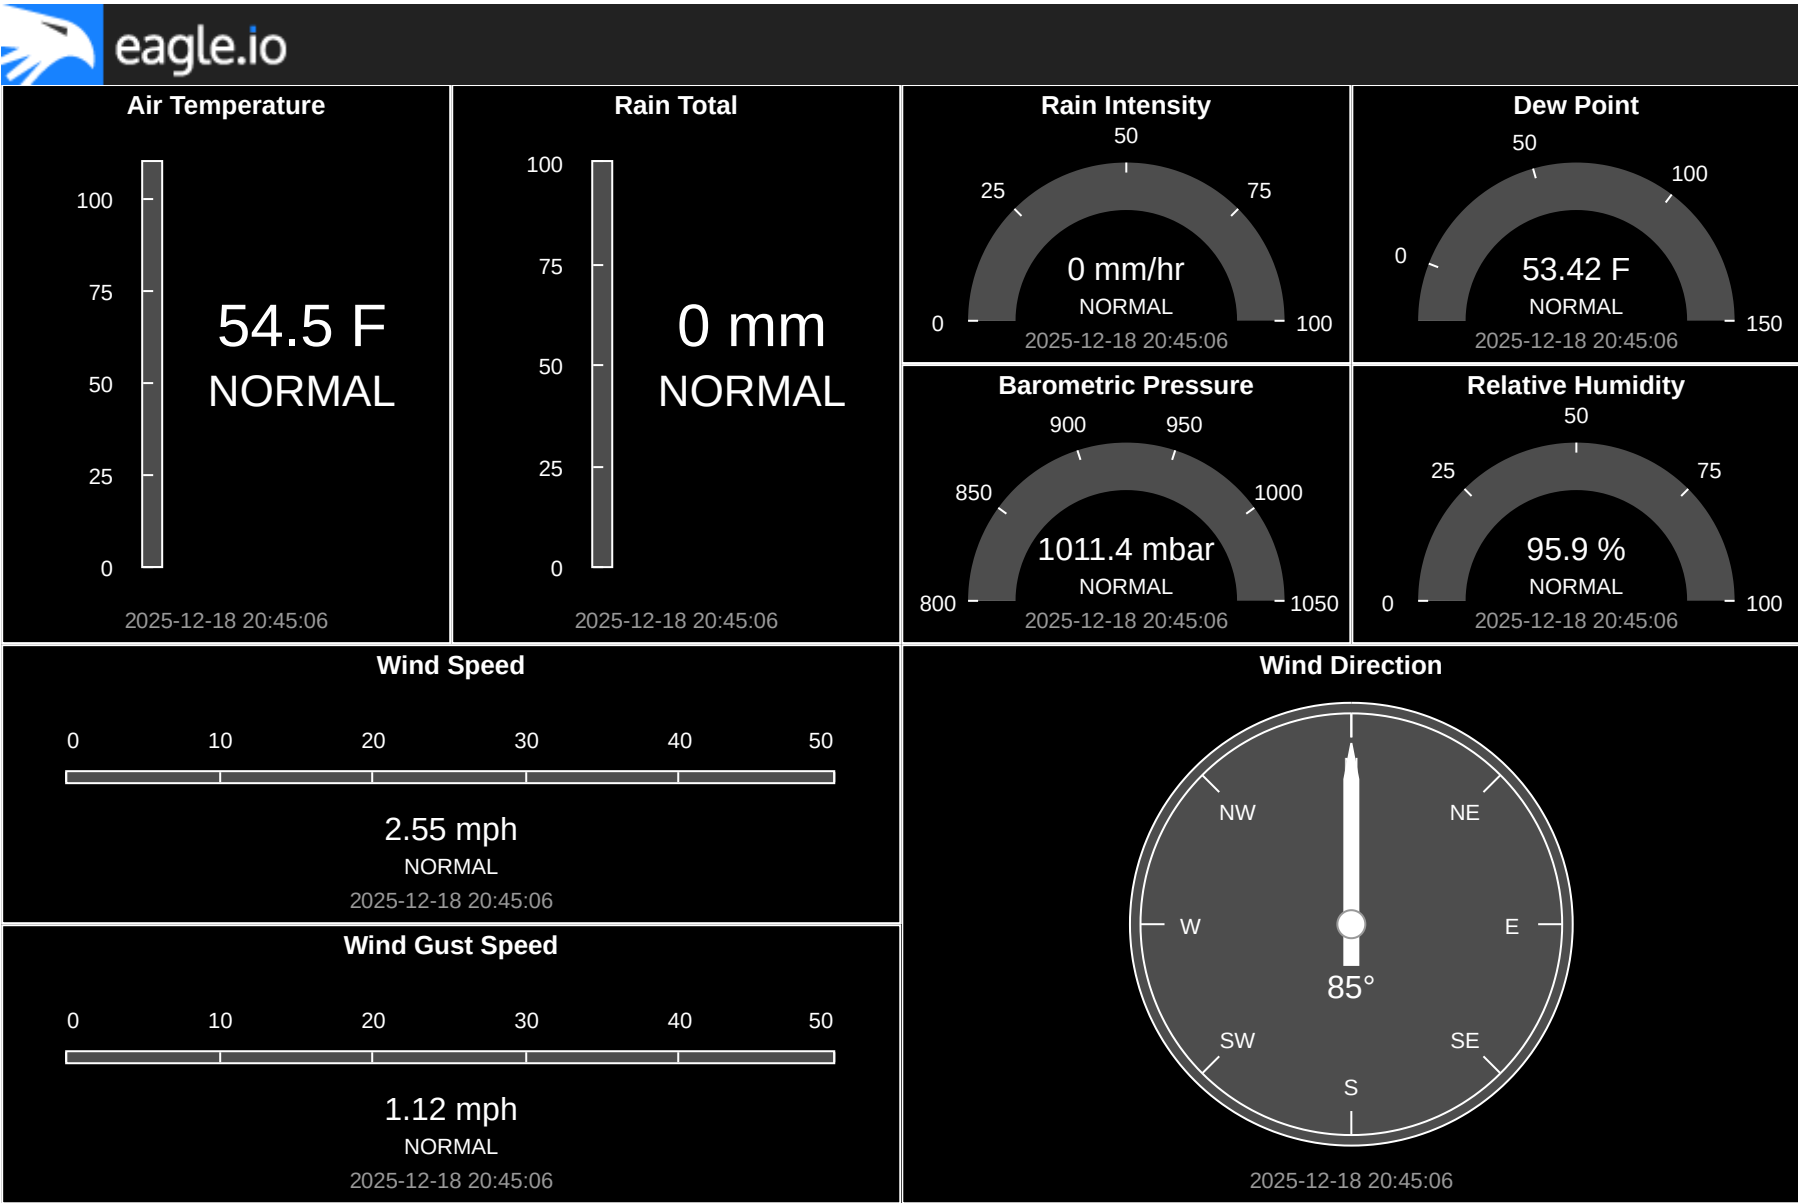 eagle.io
Air Temperature
100
75
50
25
0
54.5 F
NORMAL
2025-12-18 20:45:06
Rain Total
100
75
50
25
0
0 mm
NORMAL
2025-12-18 20:45:06
Rain Intensity
0
25
50
75
100
0 mm/hr
NORMAL
2025-12-18 20:45:06
Dew Point
0
50
100
150
53.42 F
NORMAL
2025-12-18 20:45:06
Barometric Pressure
800
850
900
950
1000
1050
1011.4 mbar
NORMAL
2025-12-18 20:45:06
Relative Humidity
0
25
50
75
100
95.9 %
NORMAL
2025-12-18 20:45:06
Wind Speed
0 10 20 30 40 50
2.55 mph
NORMAL
2025-12-18 20:45:06
Wind Gust Speed
0 10 20 30 40 50
1.12 mph
NORMAL
2025-12-18 20:45:06
Wind Direction
NW NE
W E
85°
SW SE
S
2025-12-18 20:45:06